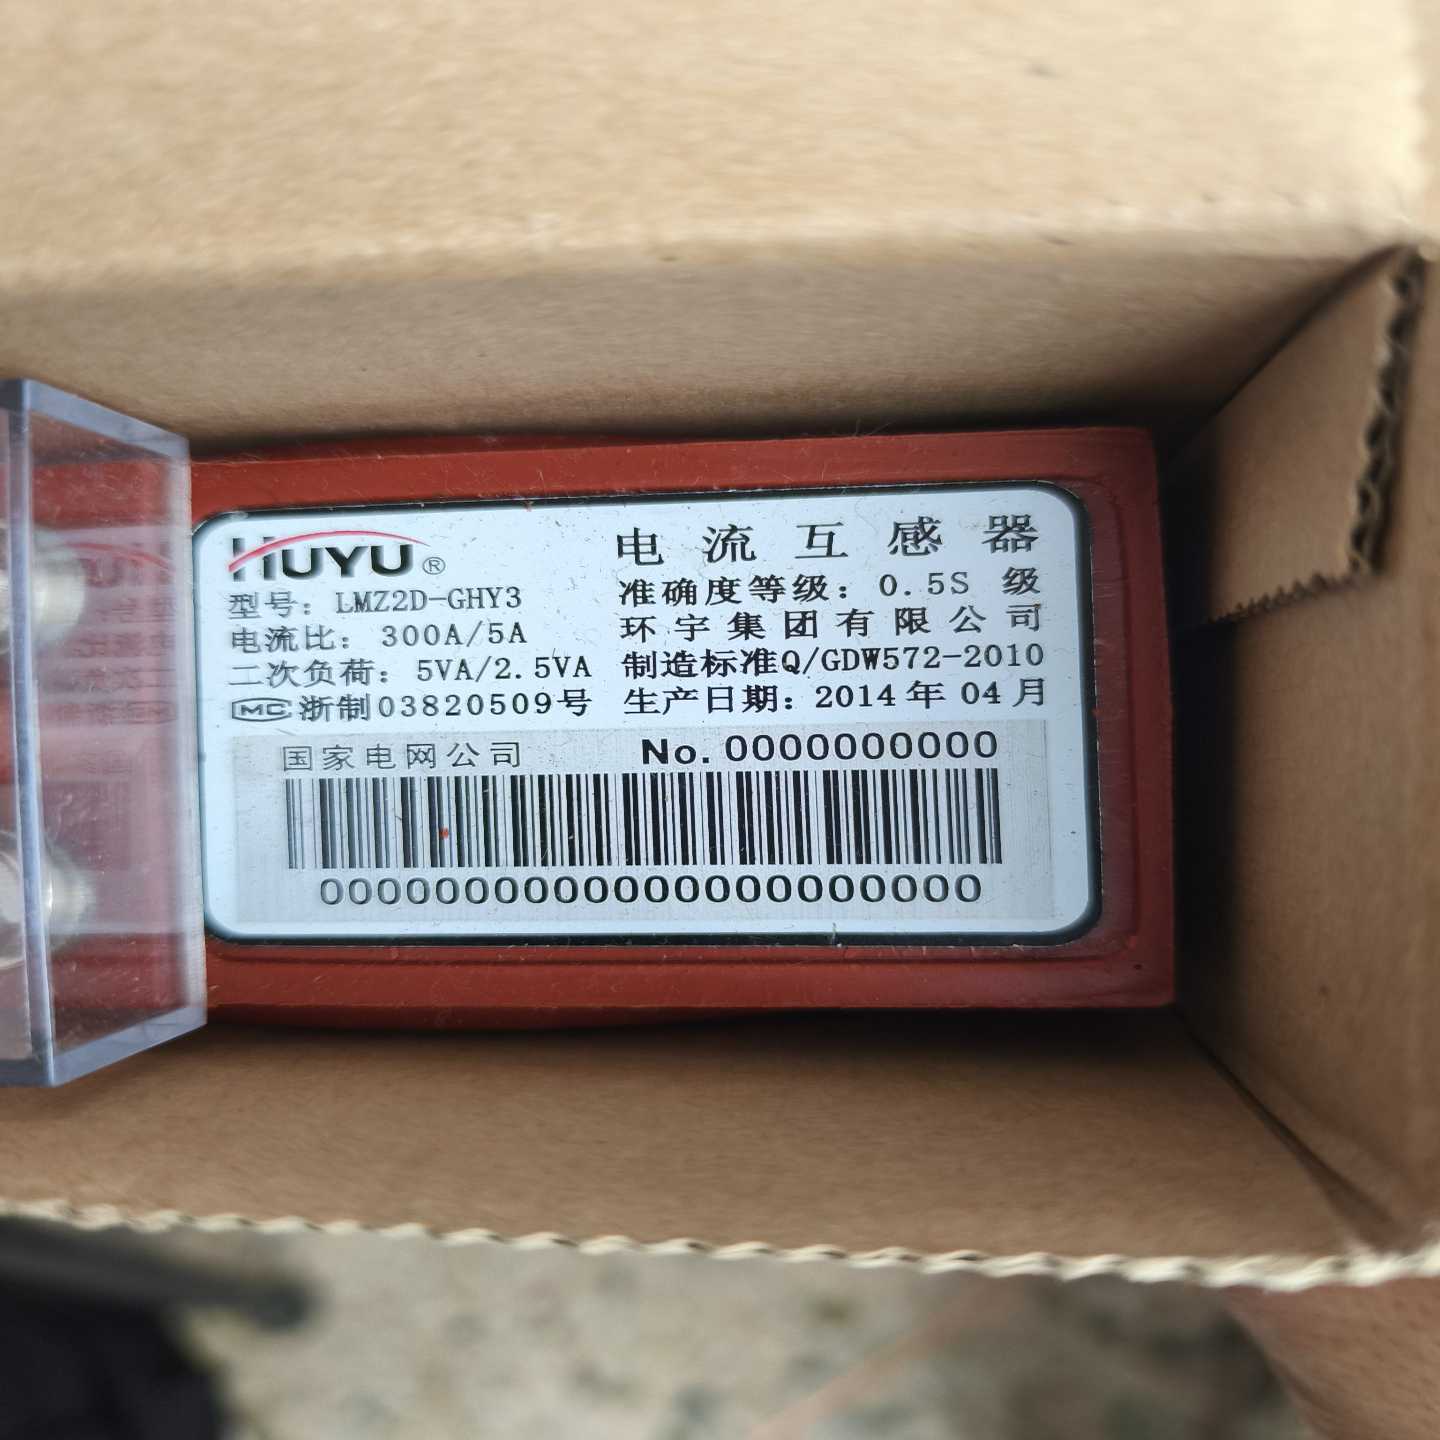 HUYU®
电流互感器
型号：LMZ2D-GHY3
准确度等级：0.5S 级
电流比：300A/5A
环宇集团有限公司
二次负荷：5VA/2.5VA
制造标准Q/GDW572-2010
MC 浙制03820509号
生产日期：2014年04月
国家电网公司
No. 0000000000
0000000000000000000000